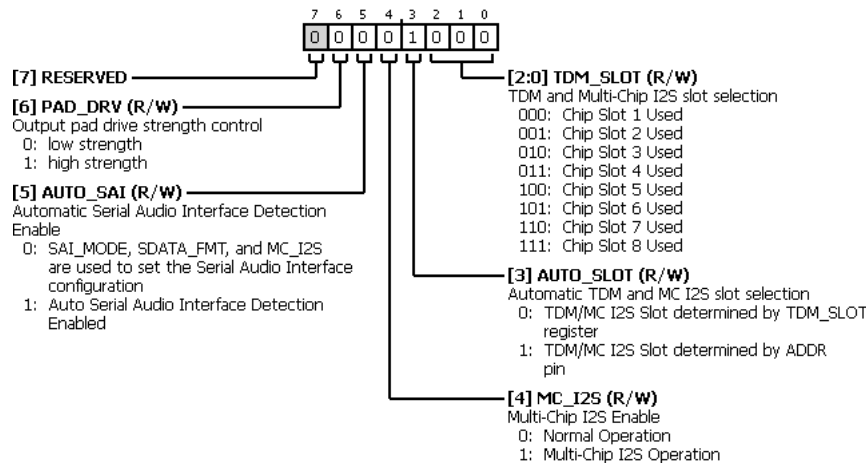 7 6 5 4 3 2 1 0
0 0 0 0 1 0 0 0
[7] RESERVED
[6] PAD_DRV (R/W)
Output pad drive strength control
0: low strength
1: high strength
[5] AUTO_SAI (R/W)
Automatic Serial Audio Interface Detection
Enable
0: SAI_MODE, SDATA_FMT, and MC_I2S
are used to set the Serial Audio Interface
configuration
1: Auto Serial Audio Interface Detection
Enabled
[2:0] TDM_SLOT (R/W)
TDM and Multi-Chip I2S slot selection
000: Chip Slot 1 Used
001: Chip Slot 2 Used
010: Chip Slot 3 Used
011: Chip Slot 4 Used
100: Chip Slot 5 Used
101: Chip Slot 6 Used
110: Chip Slot 7 Used
111: Chip Slot 8 Used
[3] AUTO_SLOT (R/W)
Automatic TDM and MC I2S slot selection
0: TDM/MC I2S Slot determined by TDM_SLOT
register
1: TDM/MC I2S Slot determined by ADDR
pin
[4] MC_I2S (R/W)
Multi-Chip I2S Enable
0: Normal Operation
1: Multi-Chip I2S Operation